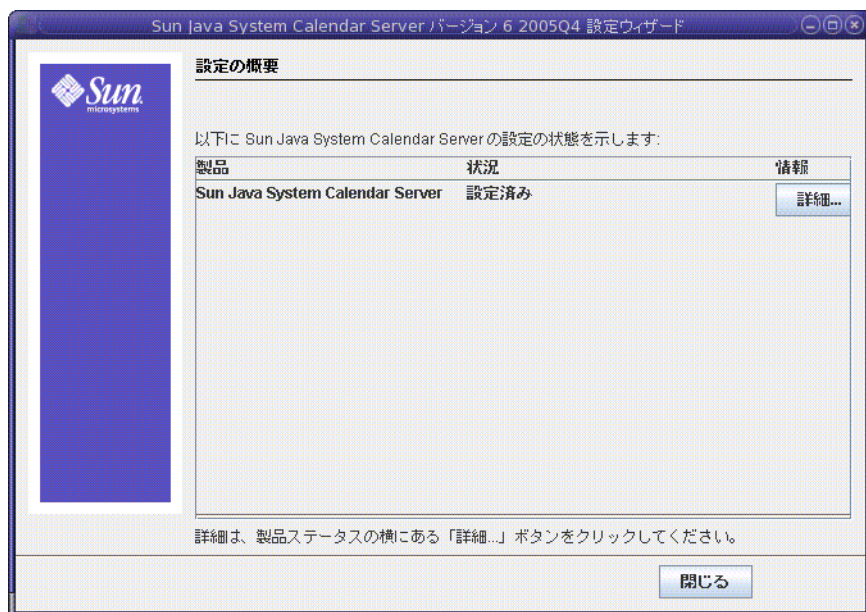 Sun Java System Calendar Server バージョン 6 2005Q4 設定ウィザード
Sun
microsystems
設定の概要
以下に Sun Java System Calendar Server の設定の状態を示します:
製品 状況 情報
Sun Java System Calendar Server 設定済み 詳細...
詳細は、製品ステータスの横にある「詳細...」ボタンをクリックしてください。
閉じる